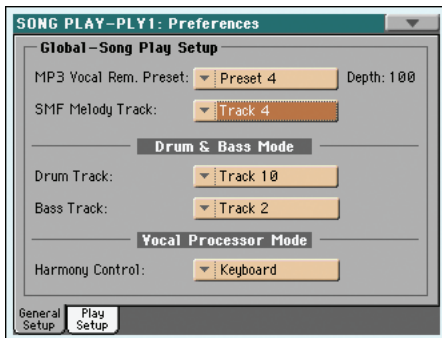 SONG PLAY-PLY1: Preferences
Global-Song Play Setup
MP3 Vocal Rem. Preset: Preset 4 Depth: 100
SMF Melody Track: Track 4
Drum & Bass Mode
Drum Track: Track 10
Bass Track: Track 2
Vocal Processor Mode
Harmony Control: Keyboard
General Play
Setup Setup